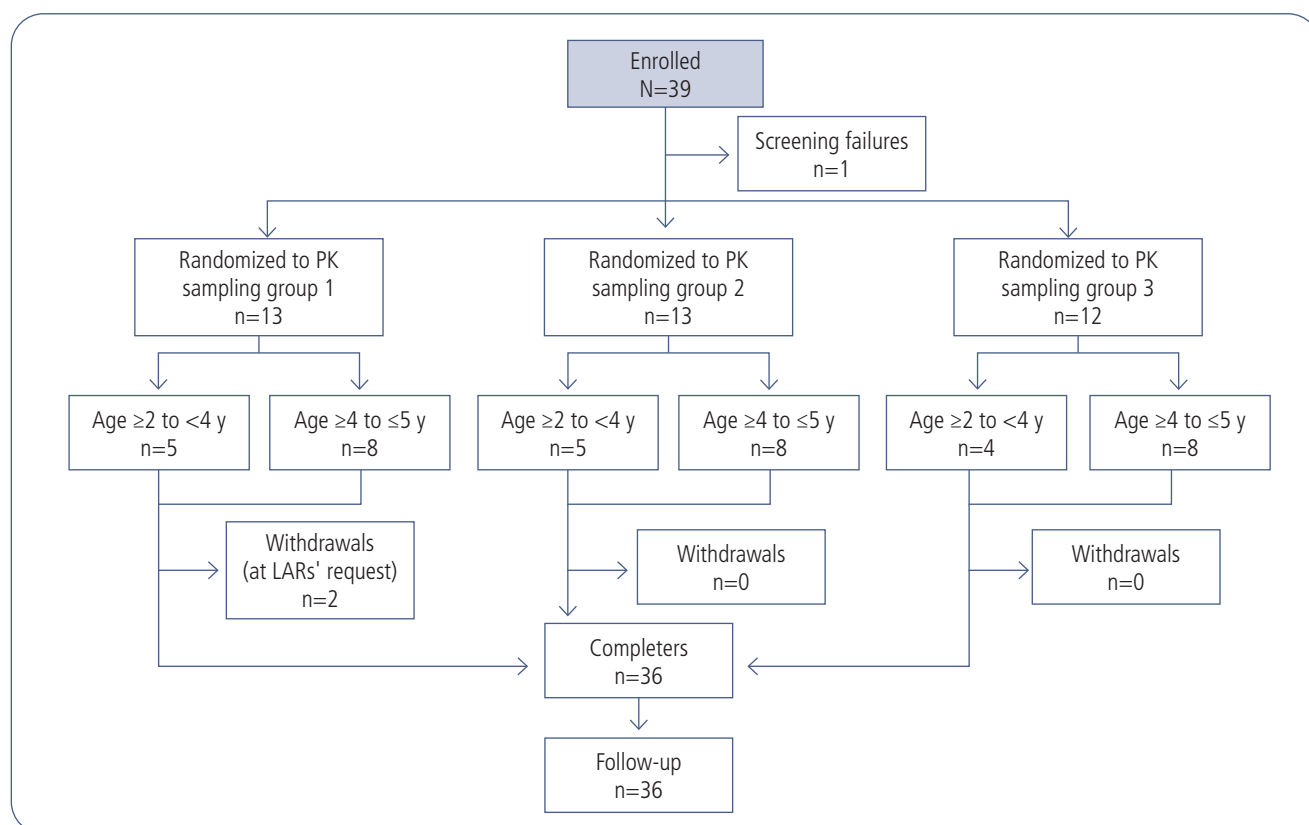 Enrolled
N=39
Screening failures
n=1
Randomized to PK
sampling group 1
n=13
Randomized to PK
sampling group 2
n=13
Randomized to PK
sampling group 3
n=12
Age ≥2 to <4 y
n=5
Age ≥4 to ≤5 y
n=8
Age ≥2 to <4 y
n=5
Age ≥4 to ≤5 y
n=8
Age ≥2 to <4 y
n=4
Age ≥4 to ≤5 y
n=8
Withdrawals
(at LARs' request)
n=2
Withdrawals
n=0
Withdrawals
n=0
Completers
n=36
Follow-up
n=36